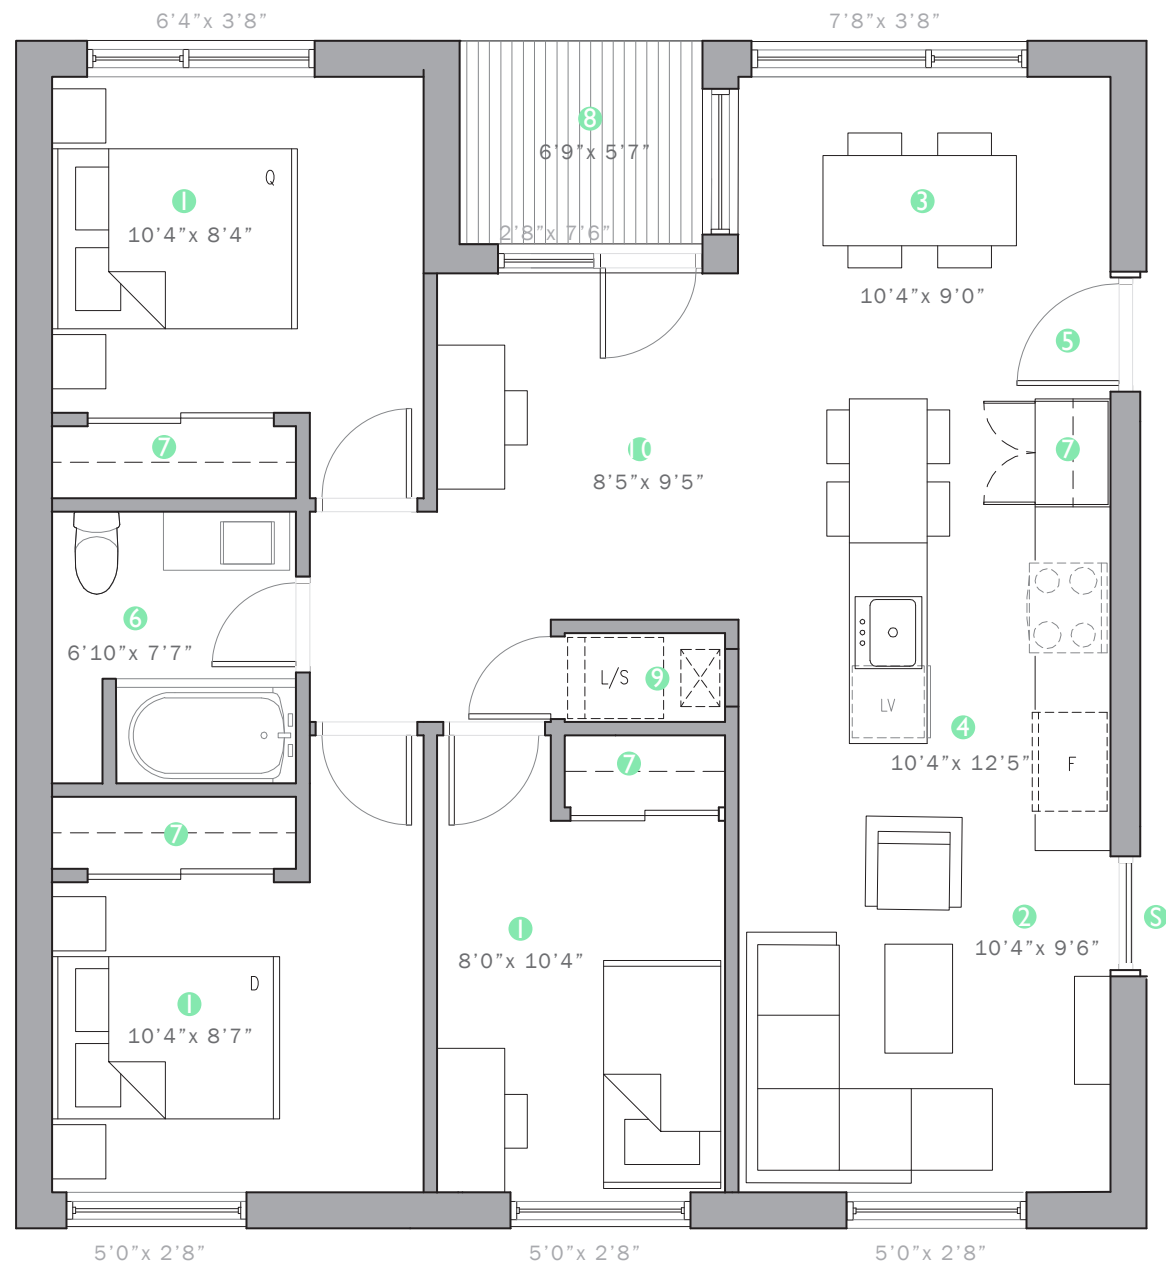 6'4"x 3'8"
7'8"x 3'8"
8
6'9"x 5'7"
2'8"x 7'6"
Q
1
10'4"x 8'4"
3
10'4"x 9'0"
5
7
10
8'5"x 9'5"
7
6
6'10"x 7'7"
L/S
9
LV
4
10'4"x 12'5"
F
7
7
1
8'0"x 10'4"
2
10'4"x 9'6"
S
D
1
10'4"x 8'7"
5'0"x 2'8"
5'0"x 2'8"
5'0"x 2'8"